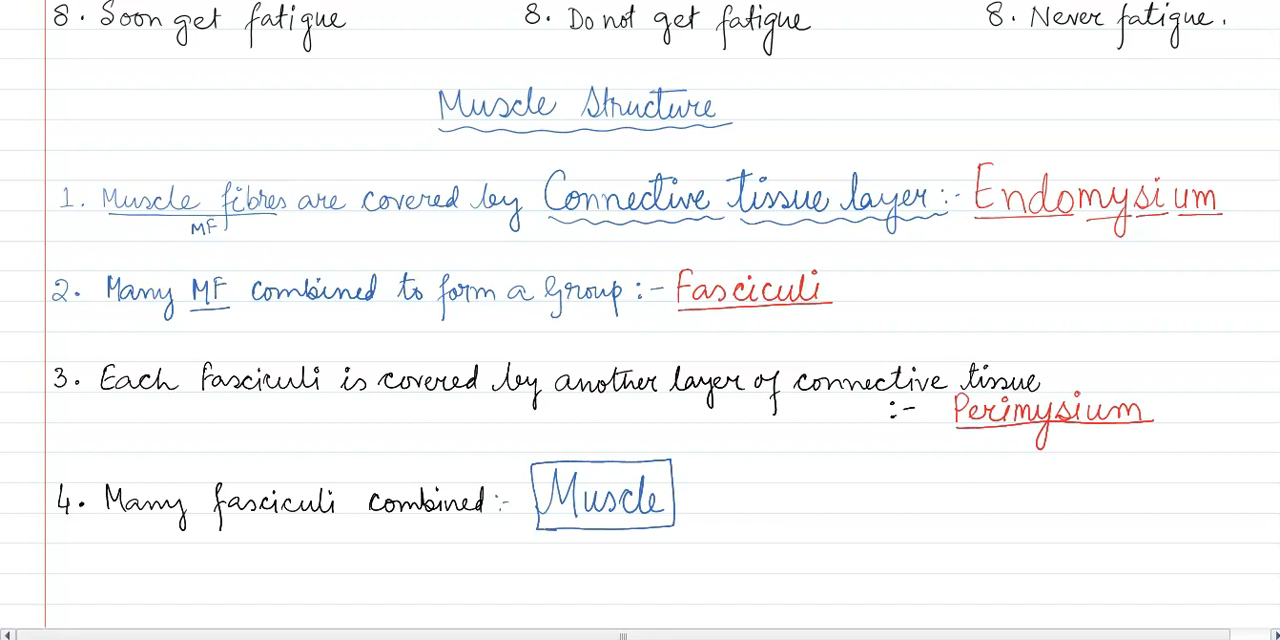 8. Soon get fatigue 8. Do not get fatigue 8. Never fatigue.
Muscle Structure
1. Muscle fibres are covered by Connective tissue layer :- Endomysium
MF
2. Many MF combined to form a Group :- Fasciculi
3. Each Fasciculi is covered by another layer of connective tissue
:- Perimysium
4. Many fasciculi combined :- Muscle